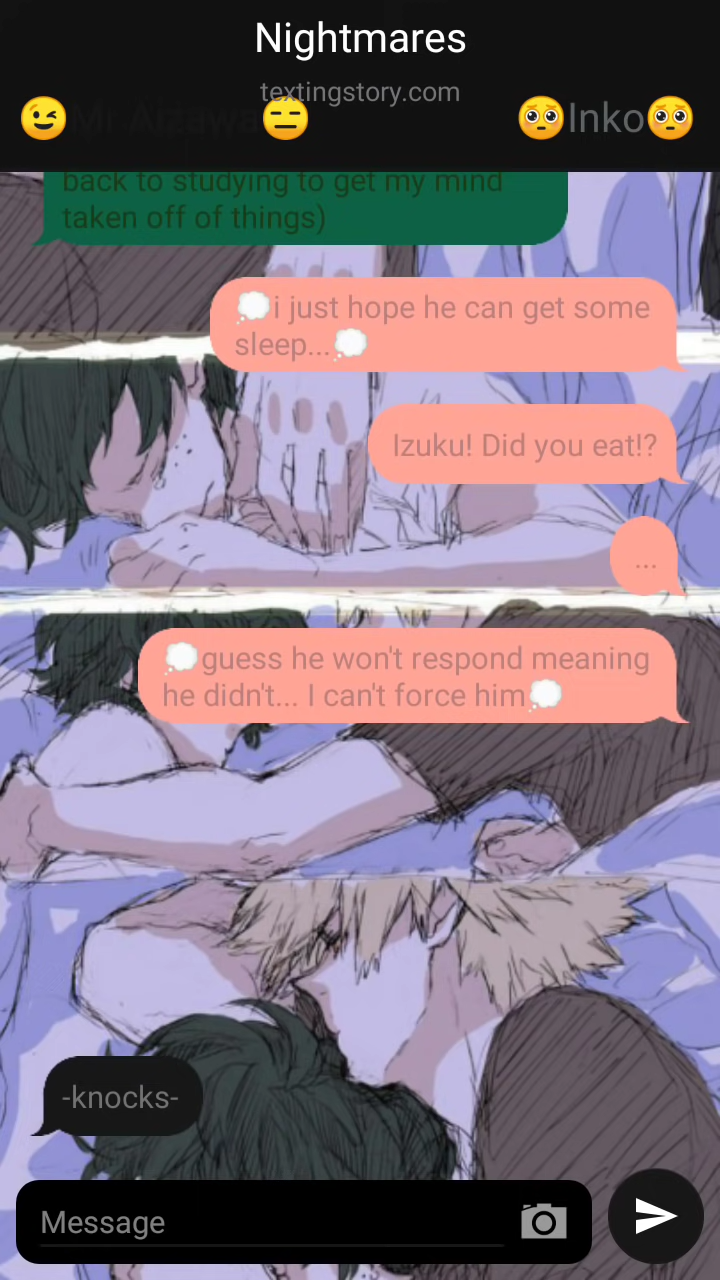 Nightmares
textingstory.com
😉Mr.Aizawa😑 🥺Inko🥺
back to studying to get my mind
taken off of things)
💭i just hope he can get some
sleep...💭
Izuku! Did you eat!?
...
💭guess he won't respond meaning
he didn't... I can't force him💭
-knocks-
Message